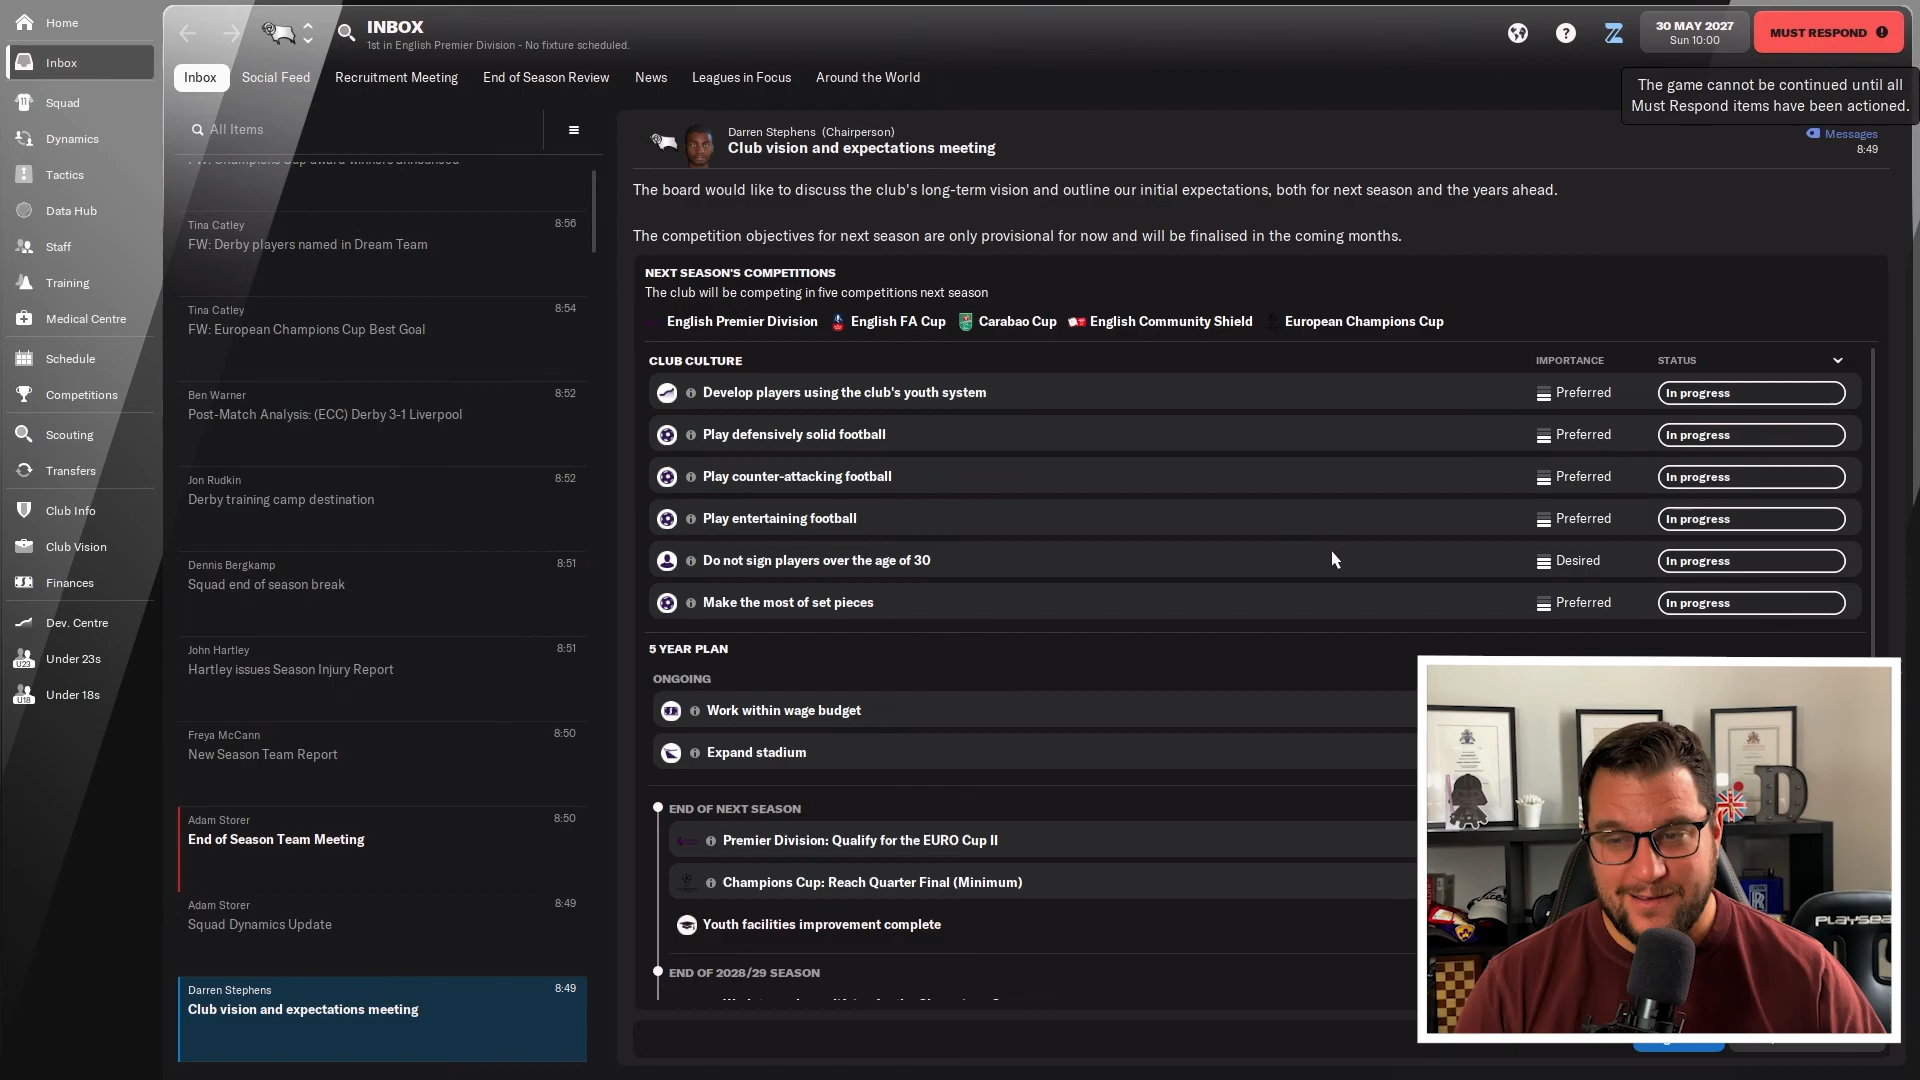 Home
Inbox
Squad
Dynamics
Tactics
Data Hub
Staff
Training
Medical Centre
Schedule
Competitions
Scouting
Transfers
Club Info
Club Vision
Finances
Dev. Centre
U23 Under 23s
U18 Under 18s
INBOX
1st in English Premier Division - No fixture scheduled.
30 MAY 2027
Sun 10:00
MUST RESPOND
The game cannot be continued until all
Must Respond items have been actioned.
Inbox Social Feed Recruitment Meeting End of Season Review News Leagues in Focus Around the World
All Items
FW: Champions Cup award winners announced
Tina Catley 8:56
FW: Derby players named in Dream Team
Tina Catley 8:54
FW: European Champions Cup Best Goal
Ben Warner 8:52
Post-Match Analysis: (ECC) Derby 3-1 Liverpool
Jon Rudkin 8:52
Derby training camp destination
Dennis Bergkamp 8:51
Squad end of season break
John Hartley 8:51
Hartley issues Season Injury Report
Freya McCann 8:50
New Season Team Report
Adam Storer 8:50
End of Season Team Meeting
Adam Storer 8:49
Squad Dynamics Update
Darren Stephens 8:49
Club vision and expectations meeting
Darren Stephens (Chairperson)
Club vision and expectations meeting
Messages
8:49
The board would like to discuss the club's long-term vision and outline our initial expectations, both for next season and the years ahead.
The competition objectives for next season are only provisional for now and will be finalised in the coming months.
NEXT SEASON'S COMPETITIONS
The club will be competing in five competitions next season
English Premier Division English FA Cup Carabao Cup English Community Shield European Champions Cup
CLUB CULTURE IMPORTANCE STATUS
Develop players using the club's youth system Preferred In progress
Play defensively solid football Preferred In progress
Play counter-attacking football Preferred In progress
Play entertaining football Preferred In progress
Do not sign players over the age of 30 Desired In progress
Make the most of set pieces Preferred In progress
5 YEAR PLAN
ONGOING
Work within wage budget
Expand stadium
END OF NEXT SEASON
Premier Division: Qualify for the EURO Cup II
Champions Cup: Reach Quarter Final (Minimum)
Youth facilities improvement complete
END OF 2028/29 SEASON
D
PLAYSEA